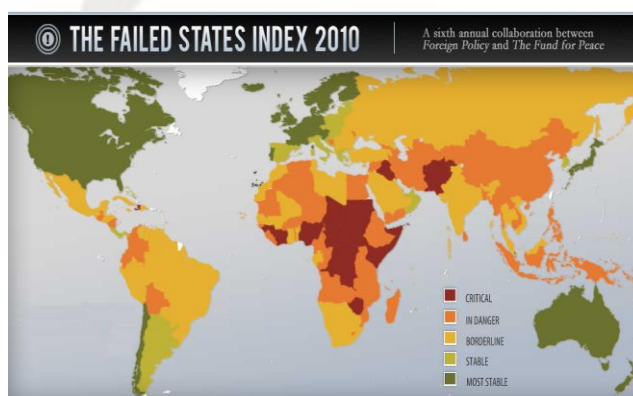 THE FAILED STATES INDEX 2010
A sixth annual collaboration between
Foreign Policy and The Fund for Peace
CRITICAL
IN DANGER
BORDERLINE
STABLE
MOST STABLE